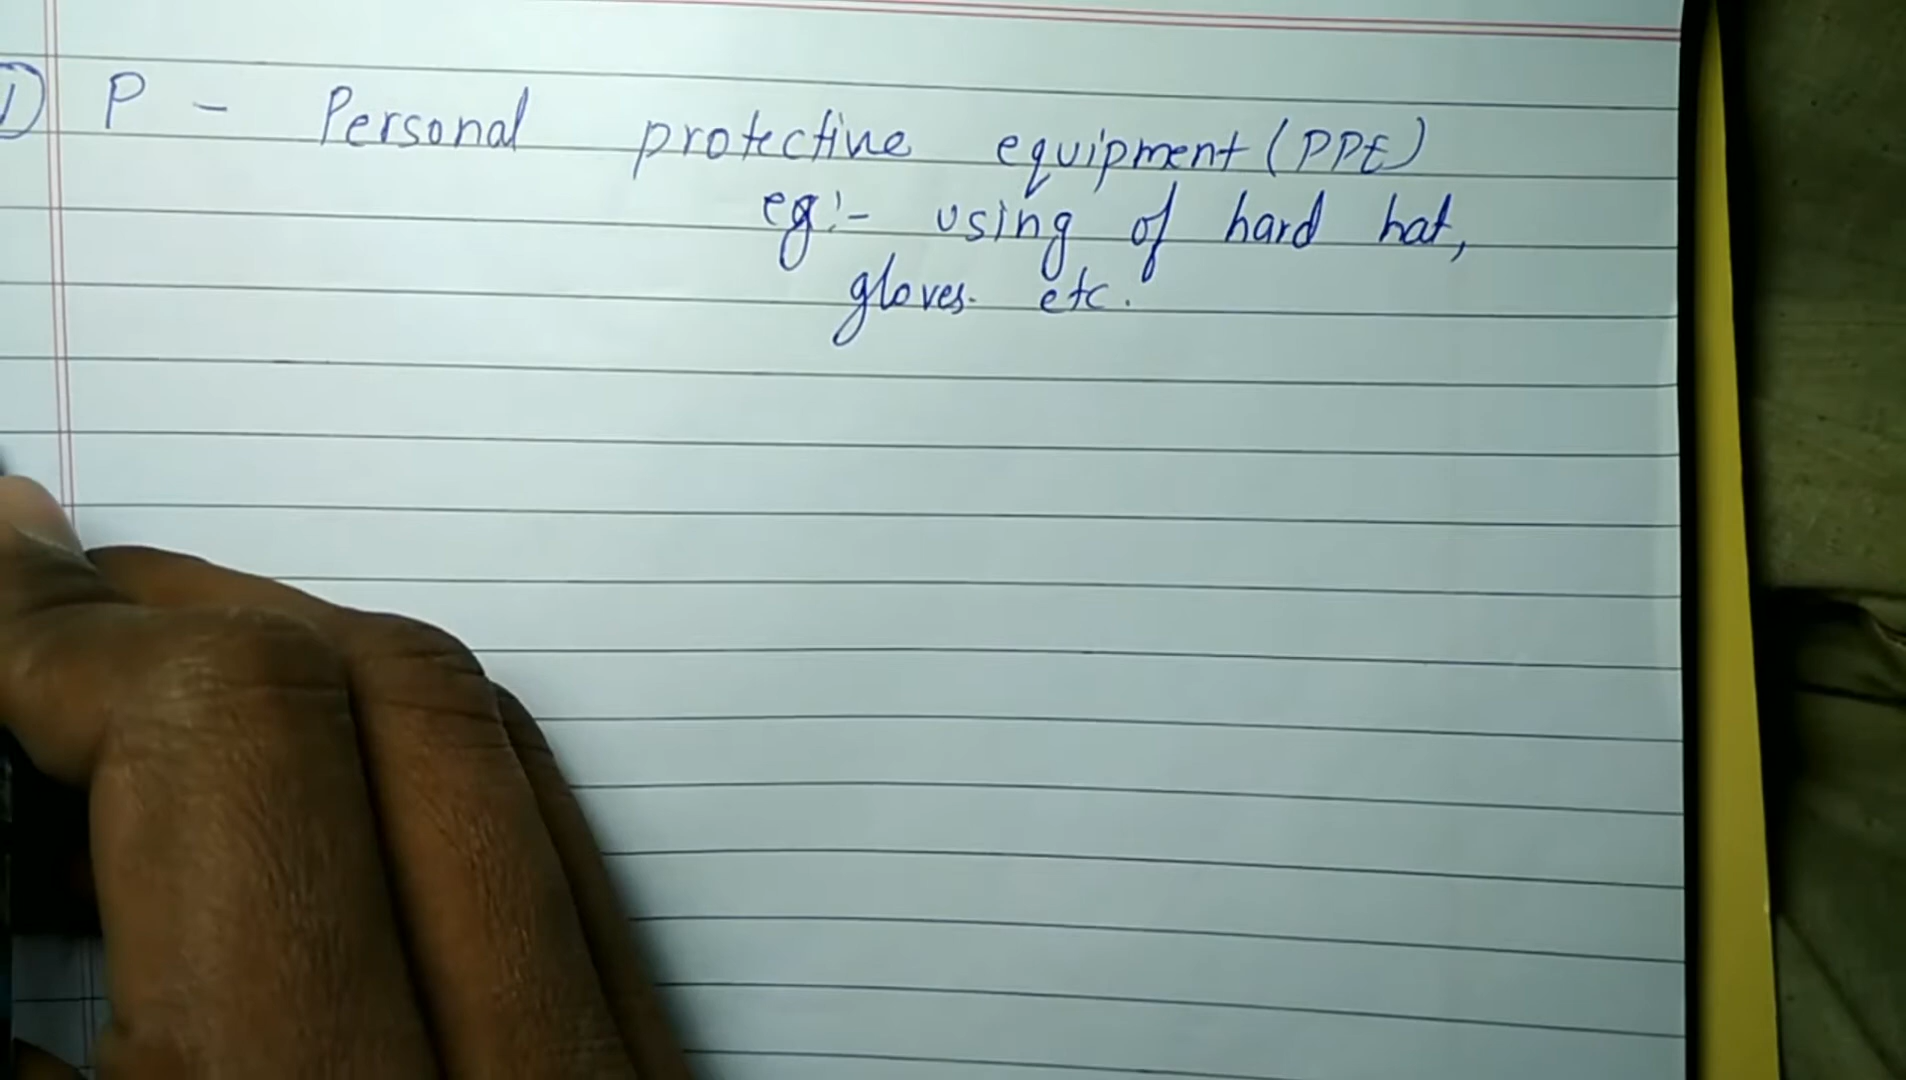 1) P - Personal protective equipment (PPE)
eg:- using of hard hat,
gloves. etc.